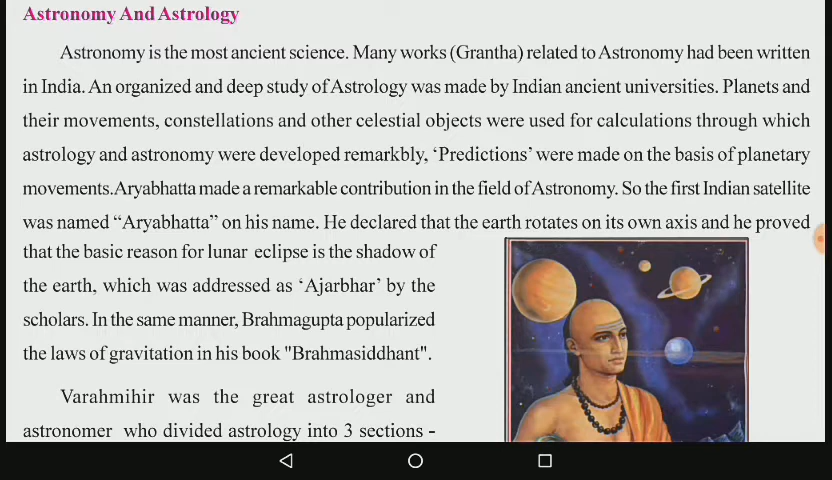 Astronomy And Astrology
Astronomy is the most ancient science. Many works (Grantha) related to Astronomy had been written
in India. An organized and deep study of Astrology was made by Indian ancient universities. Planets and
their movements, constellations and other celestial objects were used for calculations through which
astrology and astronomy were developed remarkbly, ‘Predictions’ were made on the basis of planetary
movements.Aryabhatta made a remarkable contribution in the field of Astronomy. So the first Indian satellite
was named “Aryabhatta” on his name. He declared that the earth rotates on its own axis and he proved
that the basic reason for lunar eclipse is the shadow of
the earth, which was addressed as ‘Ajarbhar’ by the
scholars. In the same manner, Brahmagupta popularized
the laws of gravitation in his book "Brahmasiddhant".
Varahmihir was the great astrologer and
astronomer who divided astrology into 3 sections -